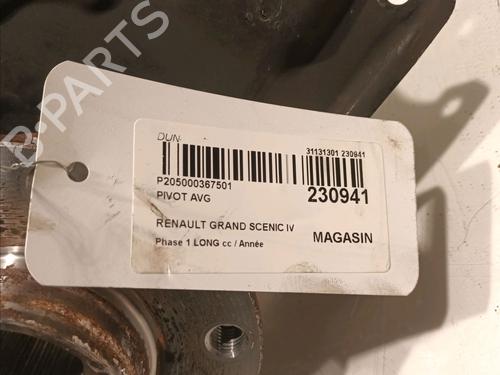 B-PARTS
DUN-
31131301 230941
P205000367501
230941
PIVOT AVG
RENAULT GRAND SCENIC IV
MAGASIN
Phase 1 LONG cc / Année